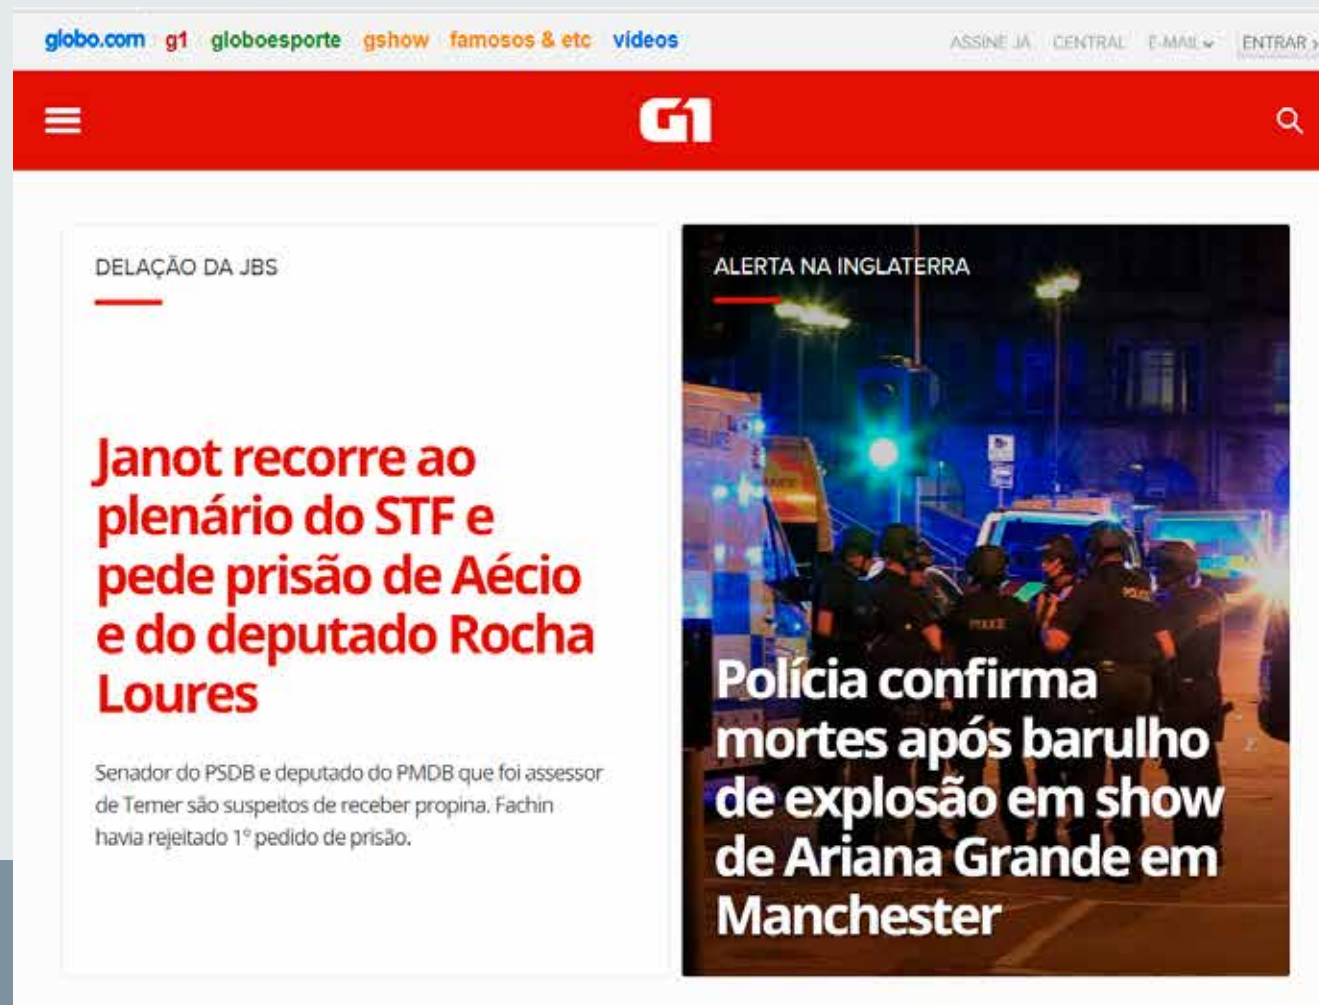 globo.com g1 globoesporte gshow famosos & etc vídeos
ASSINE JÁ CENTRAL E-MAIL ENTRAR ›
G1
DELAÇÃO DA JBS
Janot recorre ao
plenário do STF e
pede prisão de Aécio
e do deputado Rocha
Loures
Senador do PSDB e deputado do PMDB que foi assessor
de Temer são suspeitos de receber propina. Fachin
havia rejeitado 1º pedido de prisão.
ALERTA NA INGLATERRA
POLICE
POLICE
Polícia confirma
mortes após barulho
de explosão em show
de Ariana Grande em
Manchester